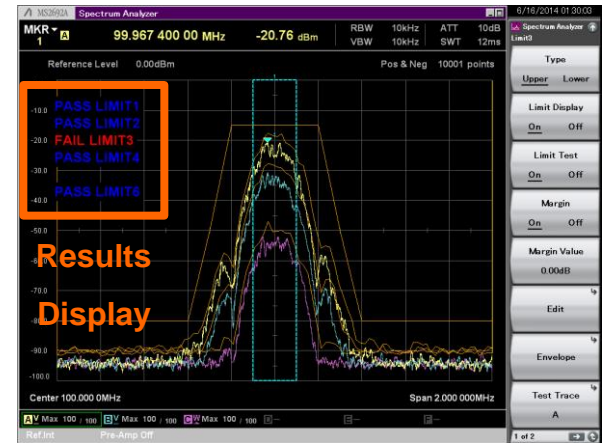 MS2692A Spectrum Analyzer
6/16/2014 01:30:03
MKR 1 A 99.967 400 00 MHz -20.76 dBm
RBW 10kHz ATT 10dB
VBW 10kHz SWT 12ms
Reference Level 0.00dBm Pos & Neg 10001 points
-10.0
PASS LIMIT1
PASS LIMIT2
-20.0
FAIL LIMIT3
PASS LIMIT4
-30.0
PASS LIMIT6
-40.0
-50.0
Results
-70.0
Display
-90.0
-100.0
Center 100.000 0MHz Span 2.000 000MHz
A Max 100 / 100 B Max 100 / 100 C Max 100 / 100
Ref.Int Pre-Amp Off
Spectrum Analyzer
Limit3
Type
Upper Lower
Limit Display
On Off
Limit Test
On Off
Margin
On Off
Margin Value
0.00dB
Edit
Envelope
Test Trace
A
1 of 2